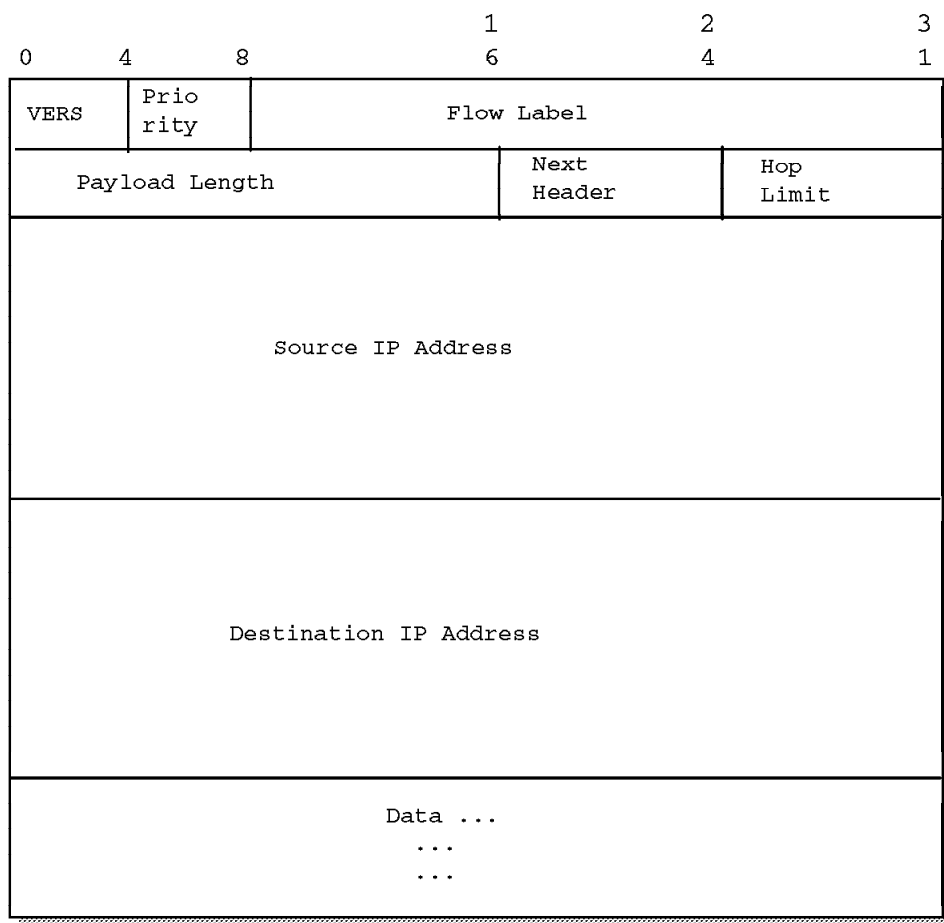 1 2 3
0 4 8 6 4 1
VERS Prio Flow Label
rity
Payload Length Next Hop
Header Limit
Source IP Address
Destination IP Address
Data ...
...
...